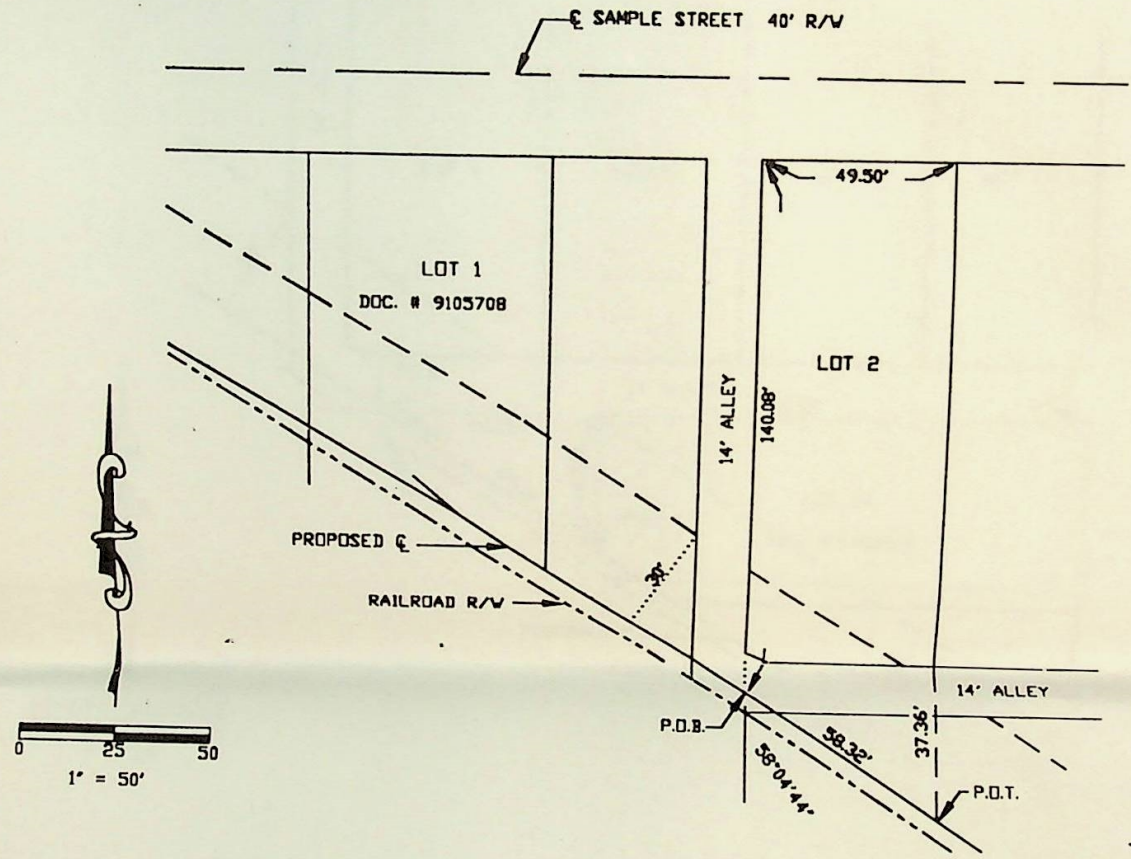 ℄ SAMPLE STREET 40' R/W
49.50'
LOT 1
DOC. # 9105708
LOT 2
14' ALLEY
140.08'
PROPOSED ℄
30'
RAILROAD R/W
14' ALLEY
P.O.B.
58.32'
37.36'
58°04'44"
P.O.T.
0 25 50
1" = 50'